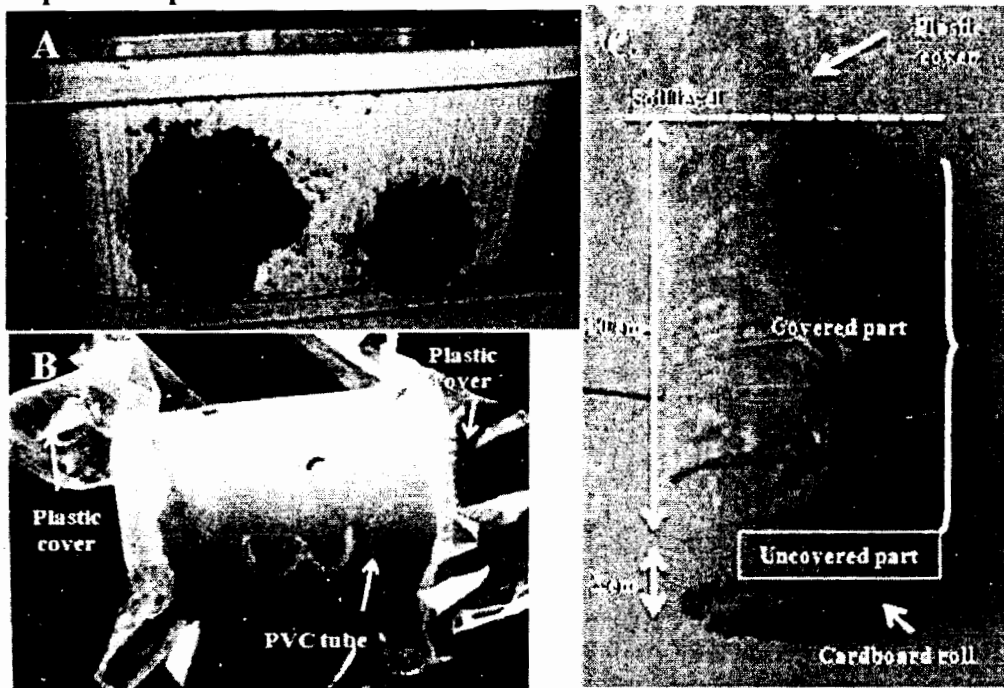 A
B
Plastic
cover
Plastic
cover
PVC tube
C
Plastic
cover
Covered part
Uncovered part
Cardboard roll